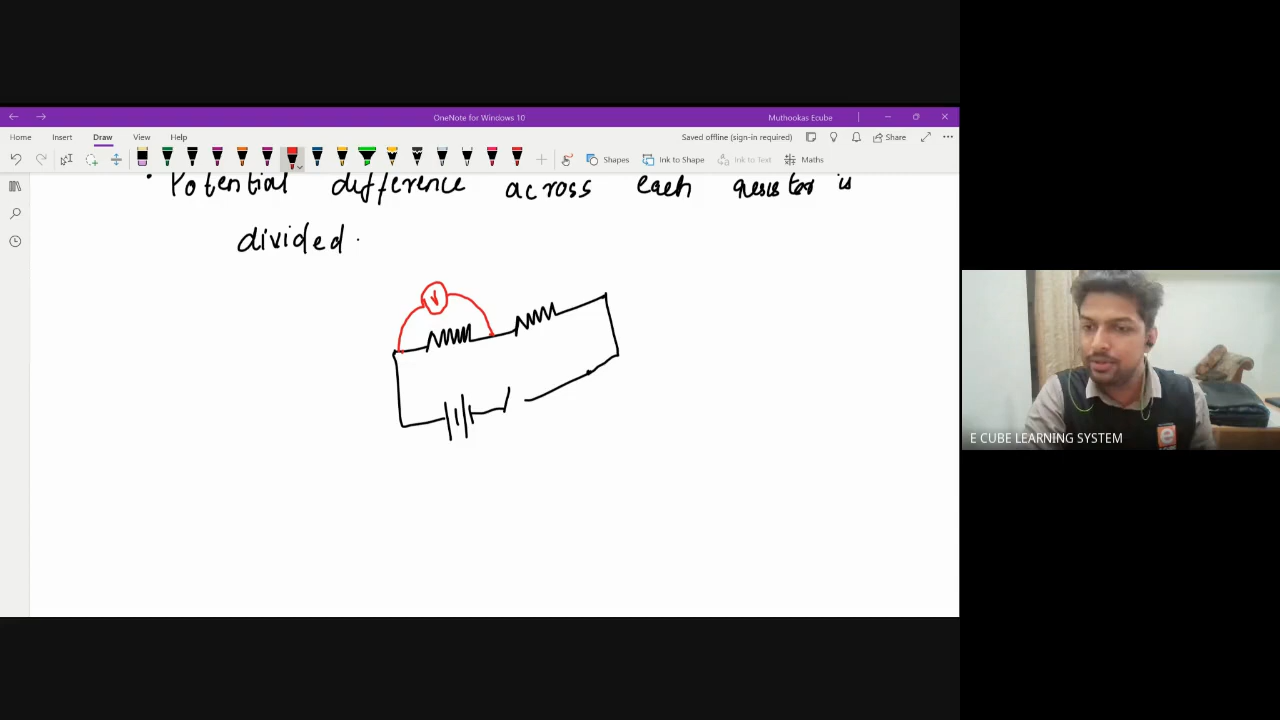 OneNote for Windows 10
Muthookas Ecube
Home Insert Draw View Help
Saved offline (sign-in required)
Share
Shapes
Ink to Shape
Ink to Text
Maths
Potential difference across each resistor is
divided.
V
E CUBE LEARNING SYSTEM
e